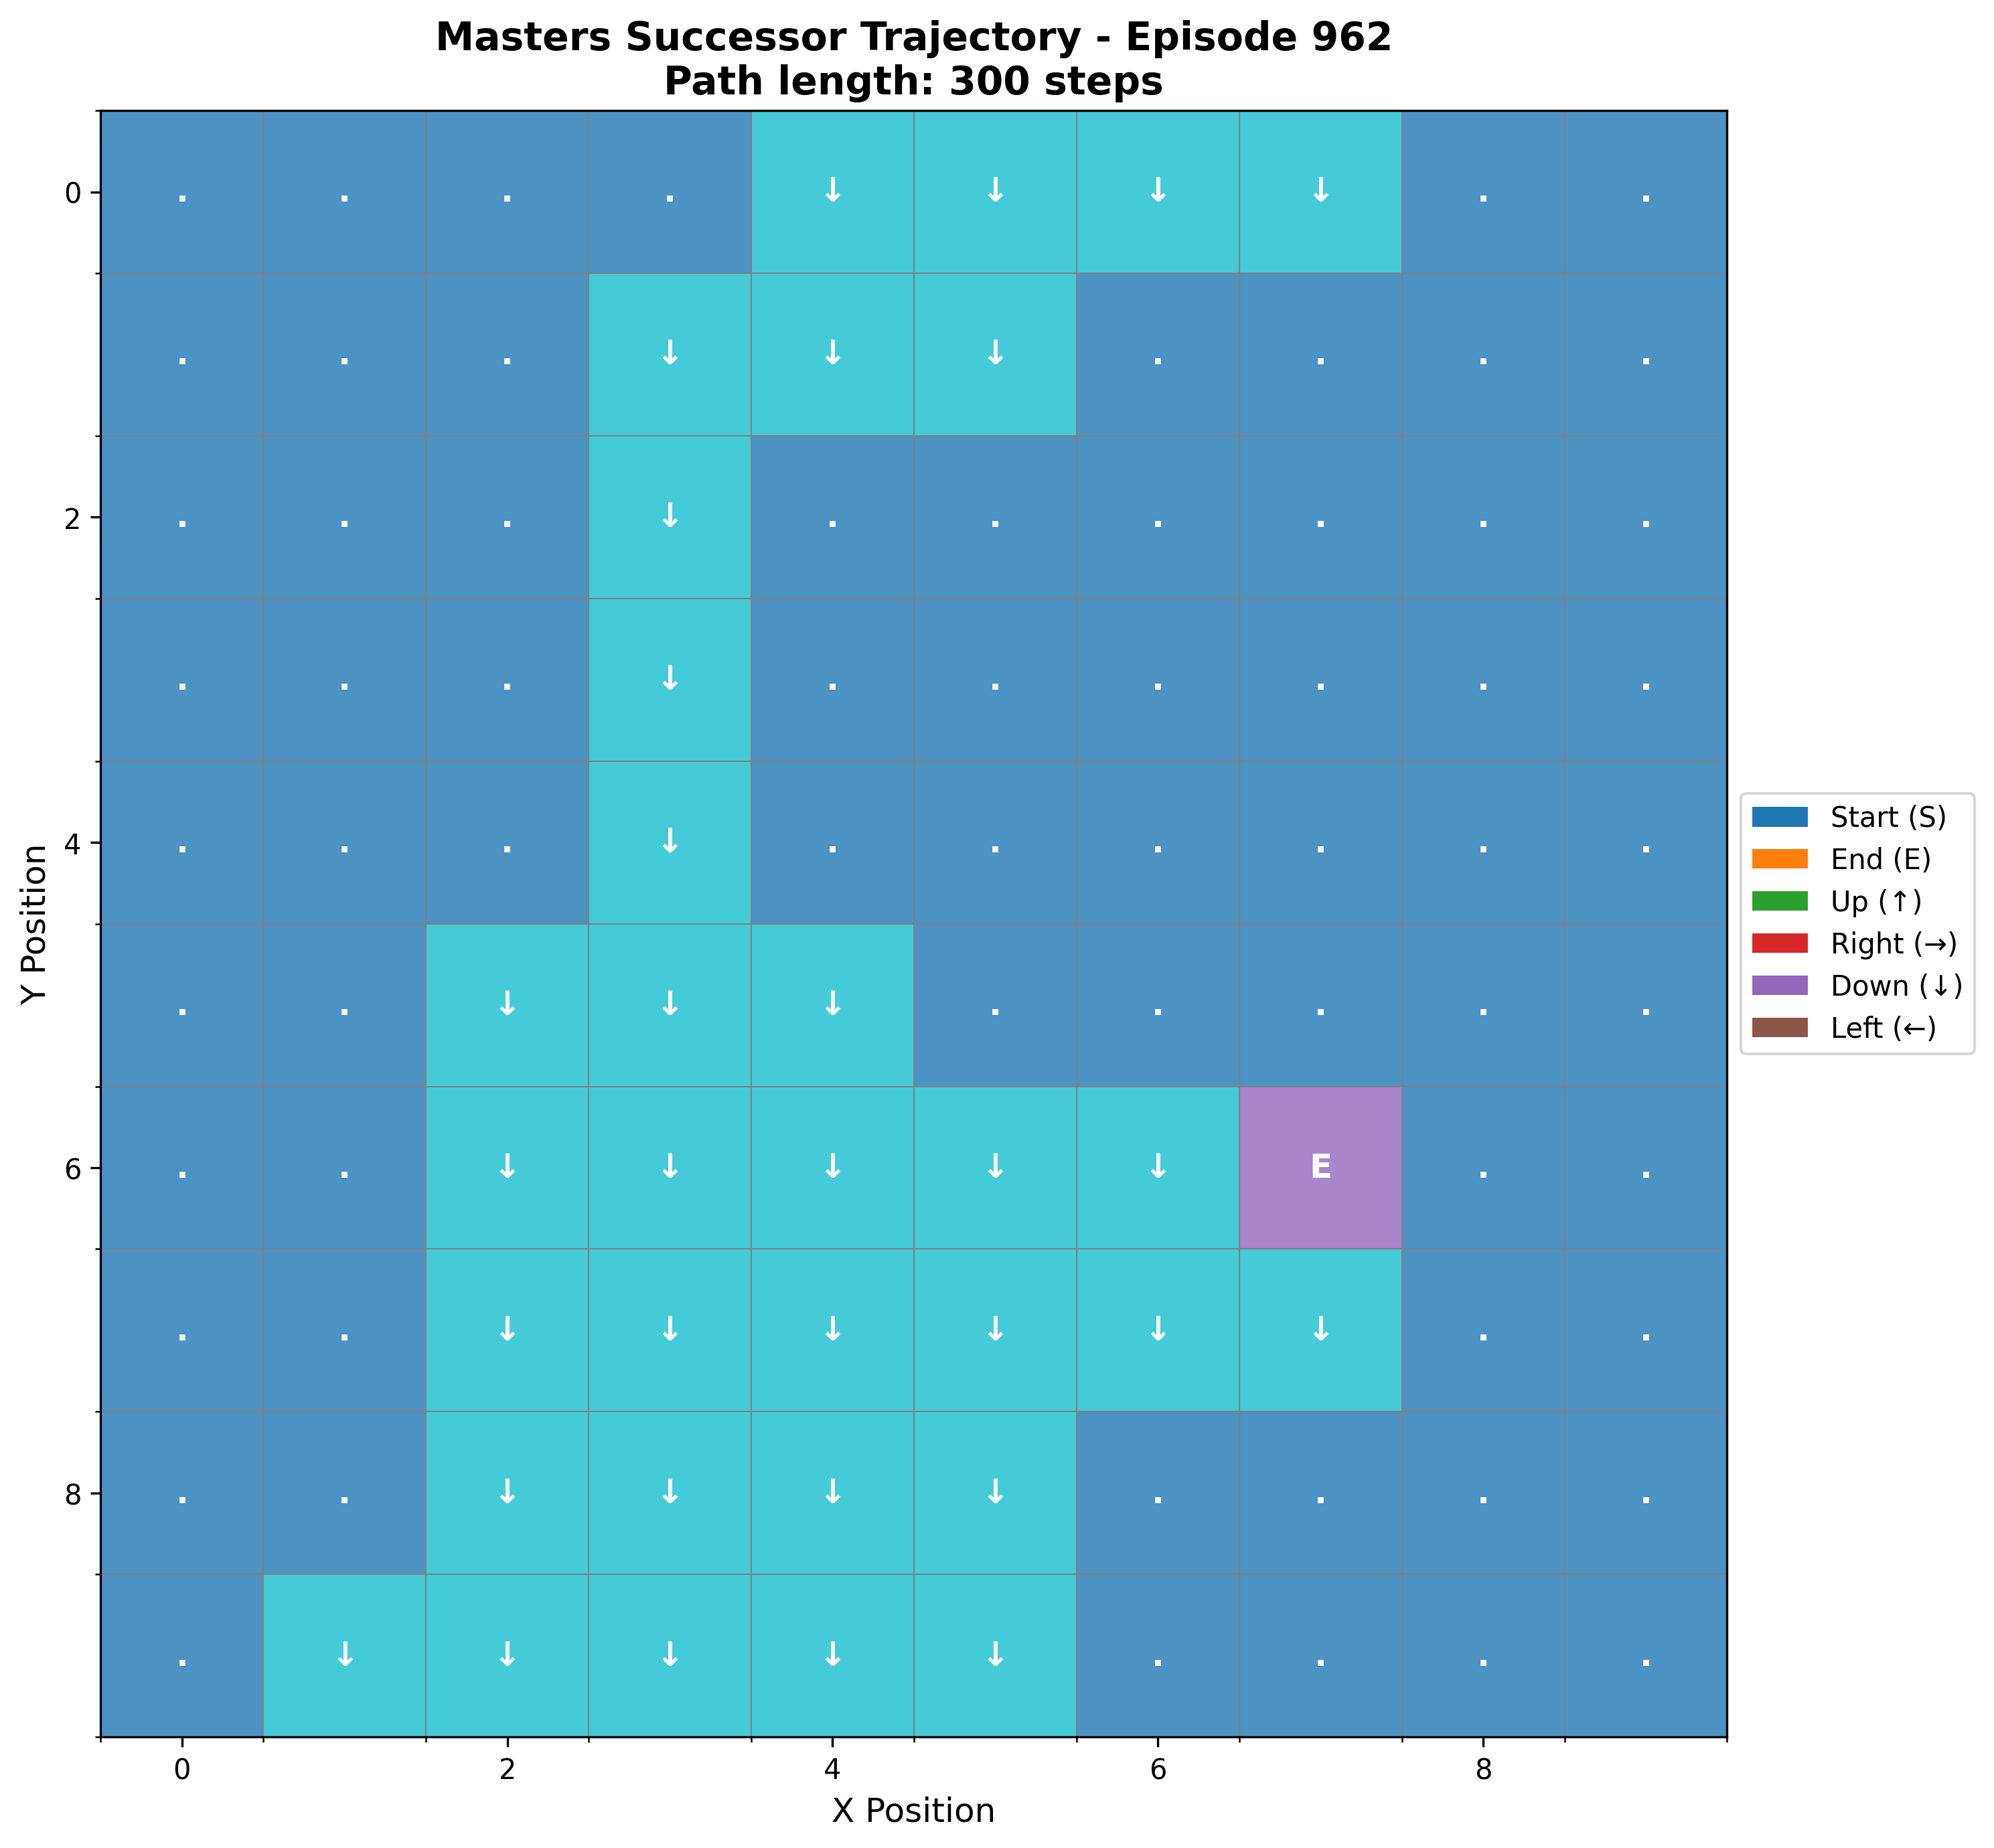 Masters Successor Trajectory - Episode 962
Path length: 300 steps
0 . . . . ↓ ↓ ↓ ↓ . .
. . . ↓ ↓ ↓ . . . .
2 . . . ↓ . . . . . .
. . . ↓ . . . . . .
4 . . . ↓ . . . . . .
. . ↓ ↓ ↓ . . . . .
6 . . ↓ ↓ ↓ ↓ ↓ E . .
. . ↓ ↓ ↓ ↓ ↓ ↓ . .
8 . . ↓ ↓ ↓ ↓ . . . .
. ↓ ↓ ↓ ↓ ↓ . . . .
0 2 4 6 8
X Position
Y Position
Start (S)
End (E)
Up (↑)
Right (→)
Down (↓)
Left (←)